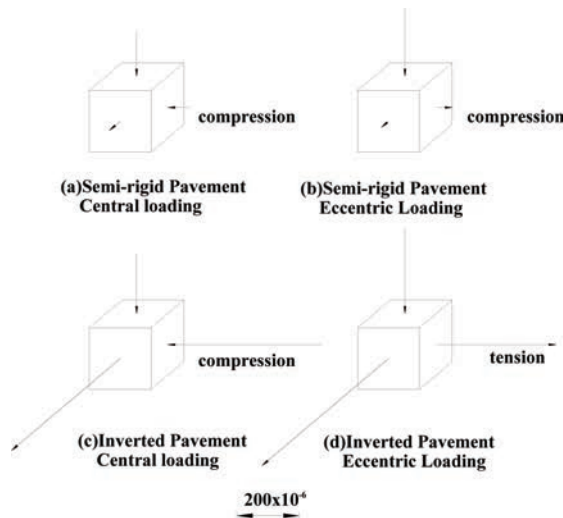 compression
compression
(a)Semi-rigid Pavement
Central loading
(b)Semi-rigid Pavement
Eccentric Loading
compression
tension
(c)Inverted Pavement
Central loading
(d)Inverted Pavement
Eccentric Loading
200x10⁻⁶